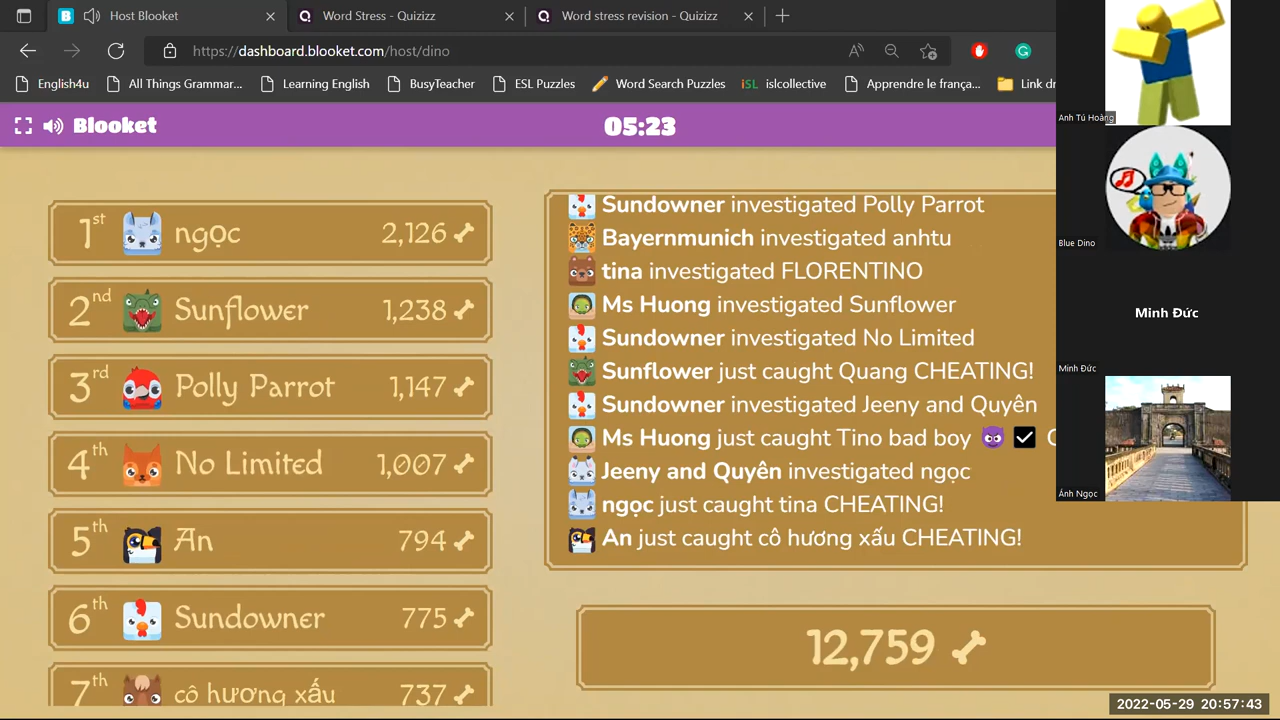 Host Blooket
Word Stress - Quizizz
Word stress revision - Quizizz
https://dashboard.blooket.com/host/dino
English4u
All Things Grammar...
Learning English
BusyTeacher
ESL Puzzles
Word Search Puzzles
iSL islcollective
Apprendre le frança...
Link dr
Blooket
05:23
1st ngọc 2,126
2nd Sunflower 1,238
3rd Polly Parrot 1,147
4th No Limited 1,007
5th An 794
6th Sundowner 775
7th cô hương xấu 737
Sundowner investigated Polly Parrot
Bayernmunich investigated anhtu
tina investigated FLORENTINO
Ms Huong investigated Sunflower
Sundowner investigated No Limited
Sunflower just caught Quang CHEATING!
Sundowner investigated Jeeny and Quyên
Ms Huong just caught Tino bad boy 😈 ✔ C
Jeeny and Quyên investigated ngọc
ngọc just caught tina CHEATING!
An just caught cô hương xấu CHEATING!
12,759
Anh Tú Hoàng
Blue Dino
Minh Đức
Minh Đức
Ánh Ngọc
2022-05-29 20:57:43